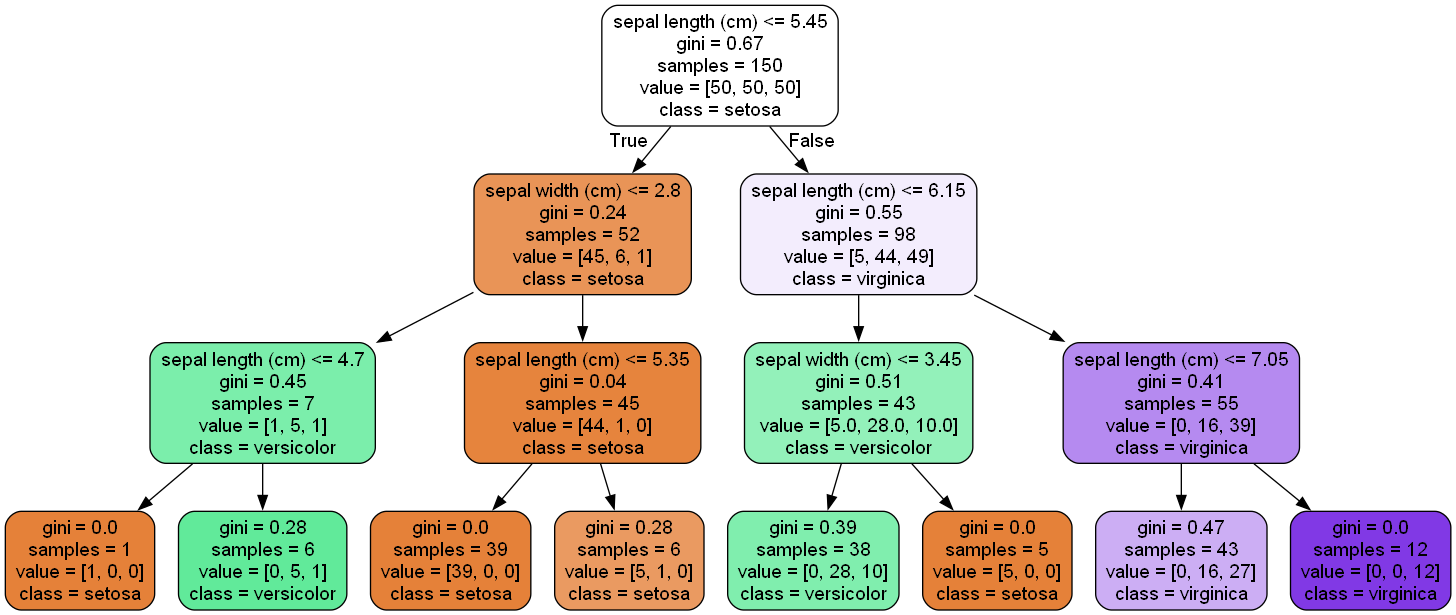 sepal length (cm) <= 5.45
gini = 0.67
samples = 150
value = [50, 50, 50]
class = setosa
True
False
sepal width (cm) <= 2.8
gini = 0.24
samples = 52
value = [45, 6, 1]
class = setosa
sepal length (cm) <= 6.15
gini = 0.55
samples = 98
value = [5, 44, 49]
class = virginica
sepal length (cm) <= 4.7
gini = 0.45
samples = 7
value = [1, 5, 1]
class = versicolor
sepal length (cm) <= 5.35
gini = 0.04
samples = 45
value = [44, 1, 0]
class = setosa
sepal width (cm) <= 3.45
gini = 0.51
samples = 43
value = [5.0, 28.0, 10.0]
class = versicolor
sepal length (cm) <= 7.05
gini = 0.41
samples = 55
value = [0, 16, 39]
class = virginica
gini = 0.0
samples = 1
value = [1, 0, 0]
class = setosa
gini = 0.28
samples = 6
value = [0, 5, 1]
class = versicolor
gini = 0.0
samples = 39
value = [39, 0, 0]
class = setosa
gini = 0.28
samples = 6
value = [5, 1, 0]
class = setosa
gini = 0.39
samples = 38
value = [0, 28, 10]
class = versicolor
gini = 0.0
samples = 5
value = [5, 0, 0]
class = setosa
gini = 0.47
samples = 43
value = [0, 16, 27]
class = virginica
gini = 0.0
samples = 12
value = [0, 0, 12]
class = virginica